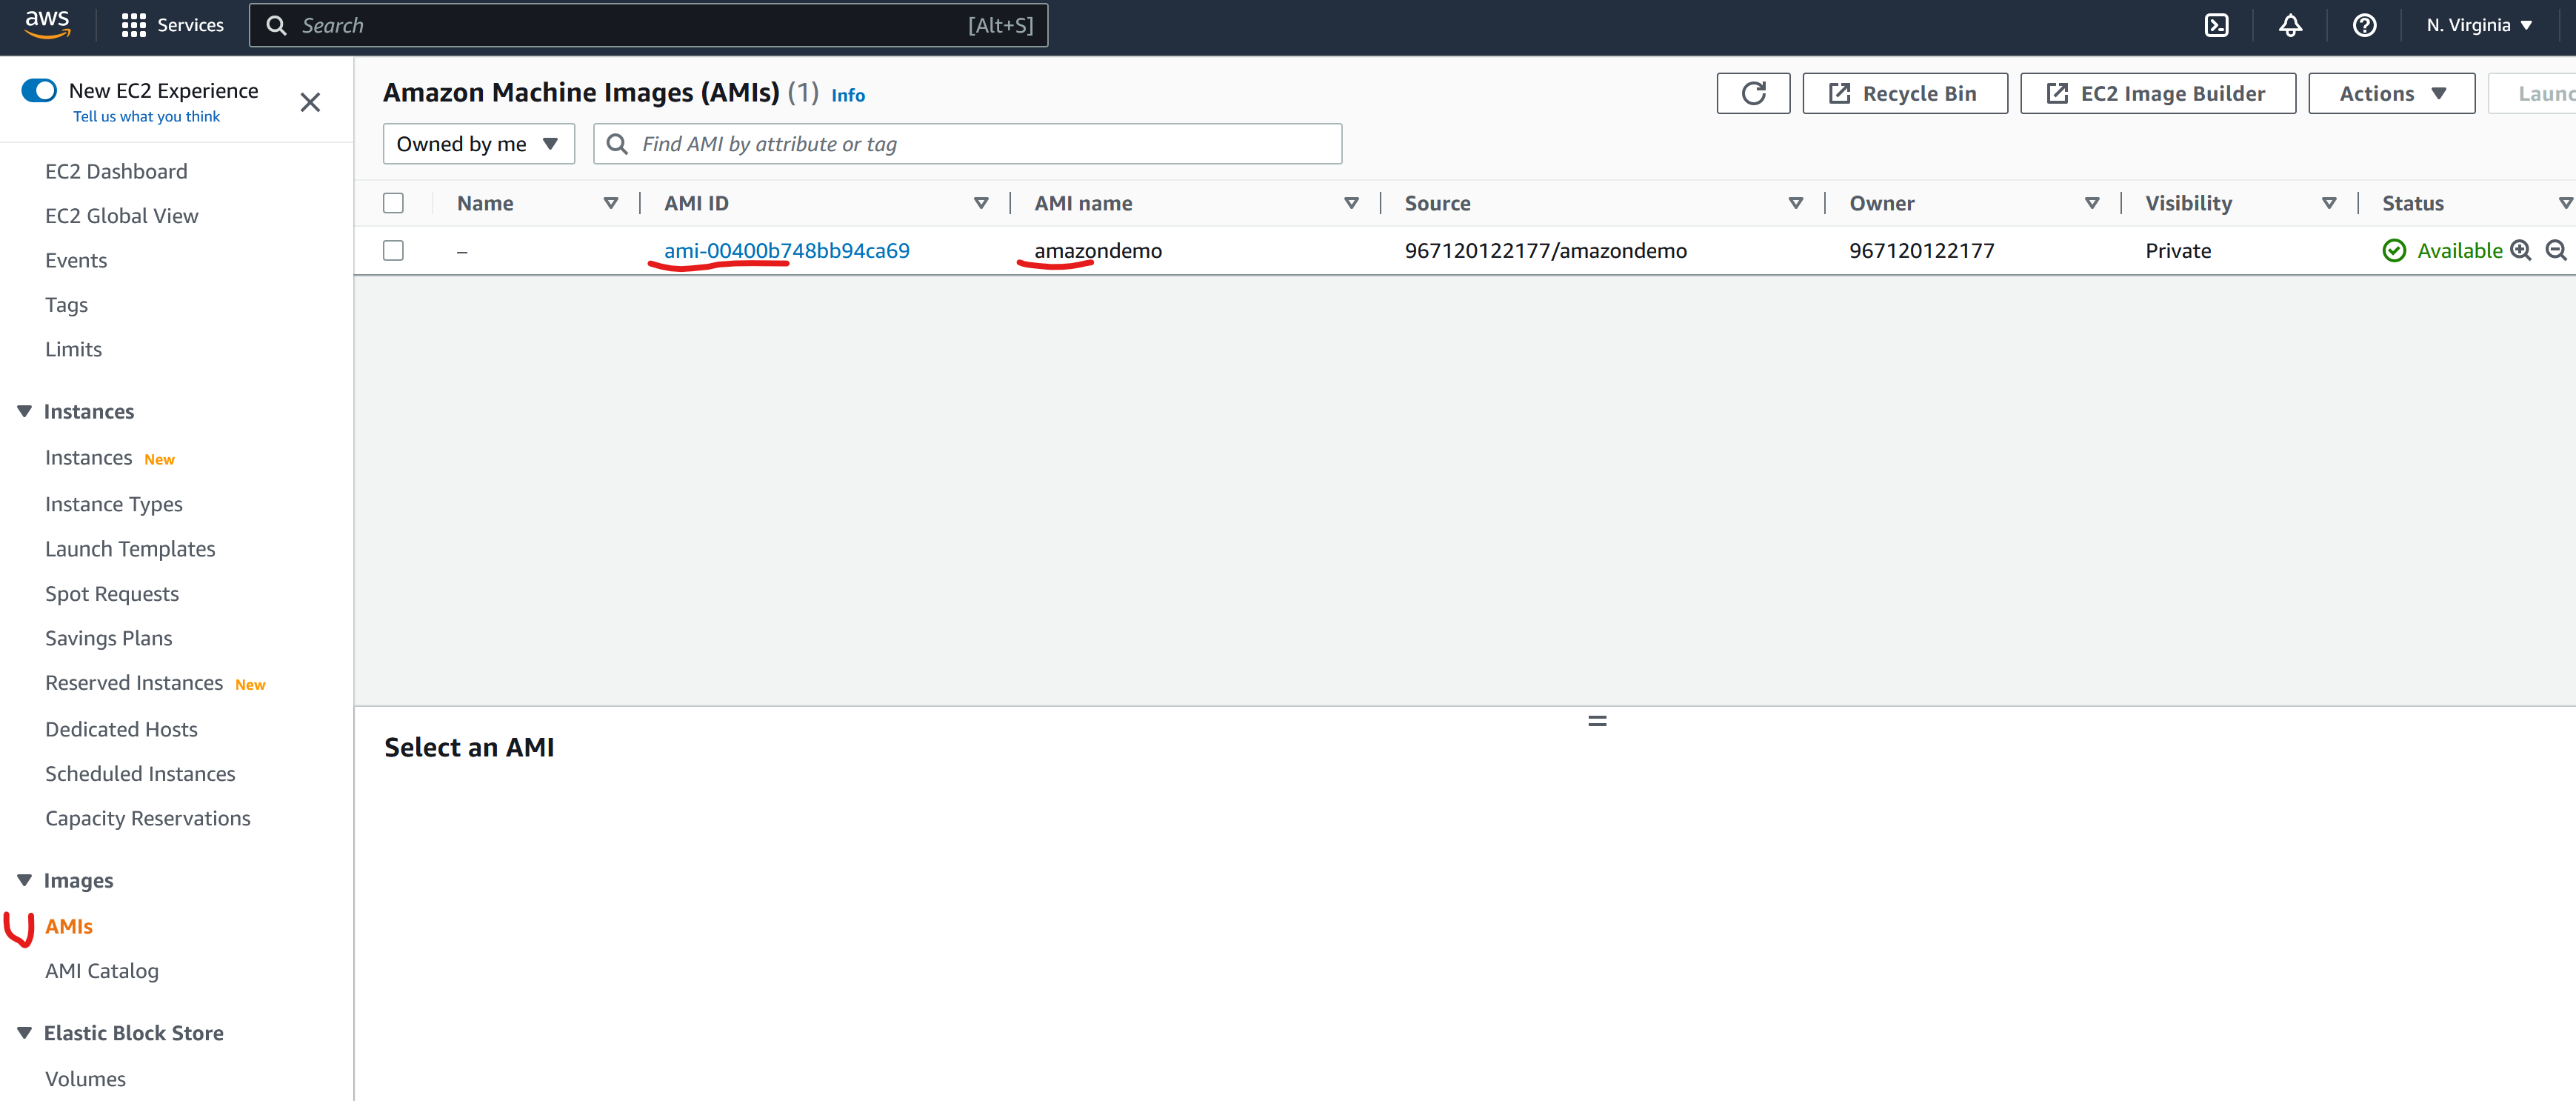 aws
Services
Search
[Alt+S]
N. Virginia
New EC2 Experience
Tell us what you think
EC2 Dashboard
EC2 Global View
Events
Tags
Limits
Instances
Instances New
Instance Types
Launch Templates
Spot Requests
Savings Plans
Reserved Instances New
Dedicated Hosts
Scheduled Instances
Capacity Reservations
Images
AMIs
AMI Catalog
Elastic Block Store
Volumes
Amazon Machine Images (AMIs) (1) Info
Recycle Bin
EC2 Image Builder
Actions
Launc
Owned by me
Find AMI by attribute or tag
Name AMI ID AMI name Source Owner Visibility Status
– ami-00400b748bb94ca69 amazondemo 967120122177/amazondemo 967120122177 Private Available
Select an AMI